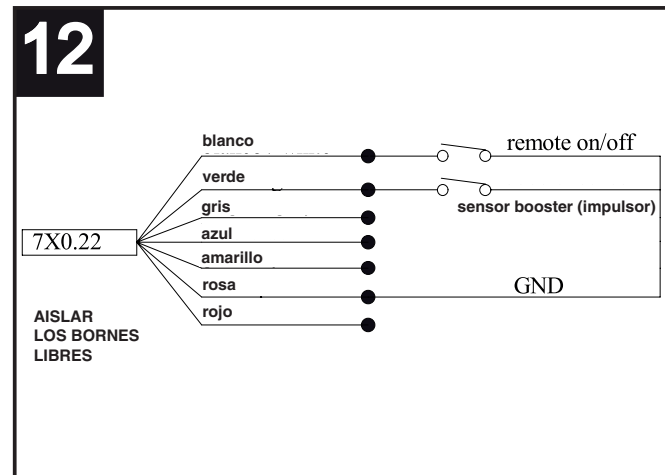 12
blanco
remote on/off
verde
sensor booster (impulsor)
gris
7X0.22
azul
amarillo
rosa
GND
rojo
AISLAR
LOS BORNES
LIBRES